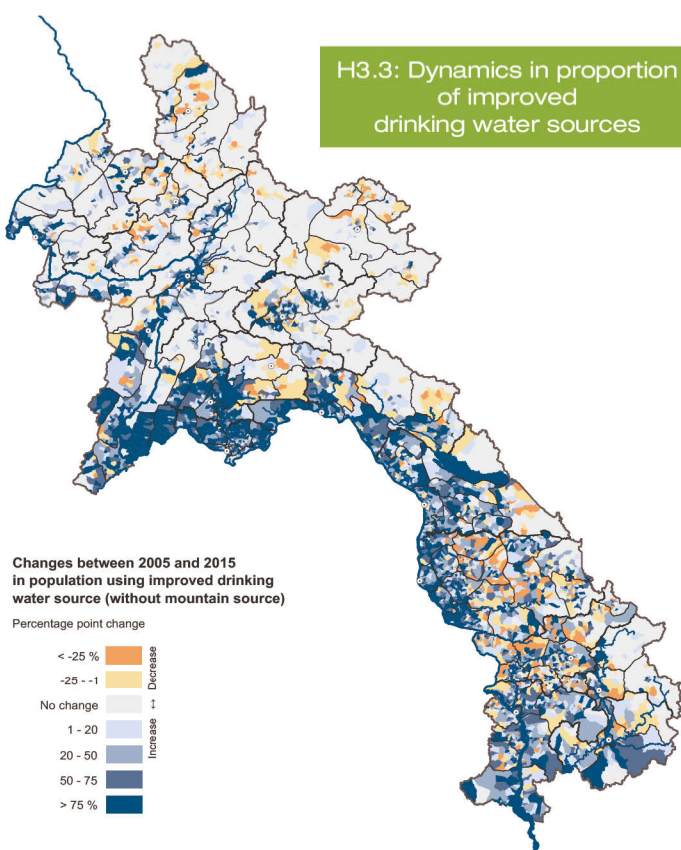 H3.3: Dynamics in proportion
of improved
drinking water sources
Changes between 2005 and 2015
in population using improved drinking
water source (without mountain source)
Percentage point change
< -25 %
-25 - -1
No change
1 - 20
20 - 50
50 - 75
> 75 %
Decrease
↔
Increase